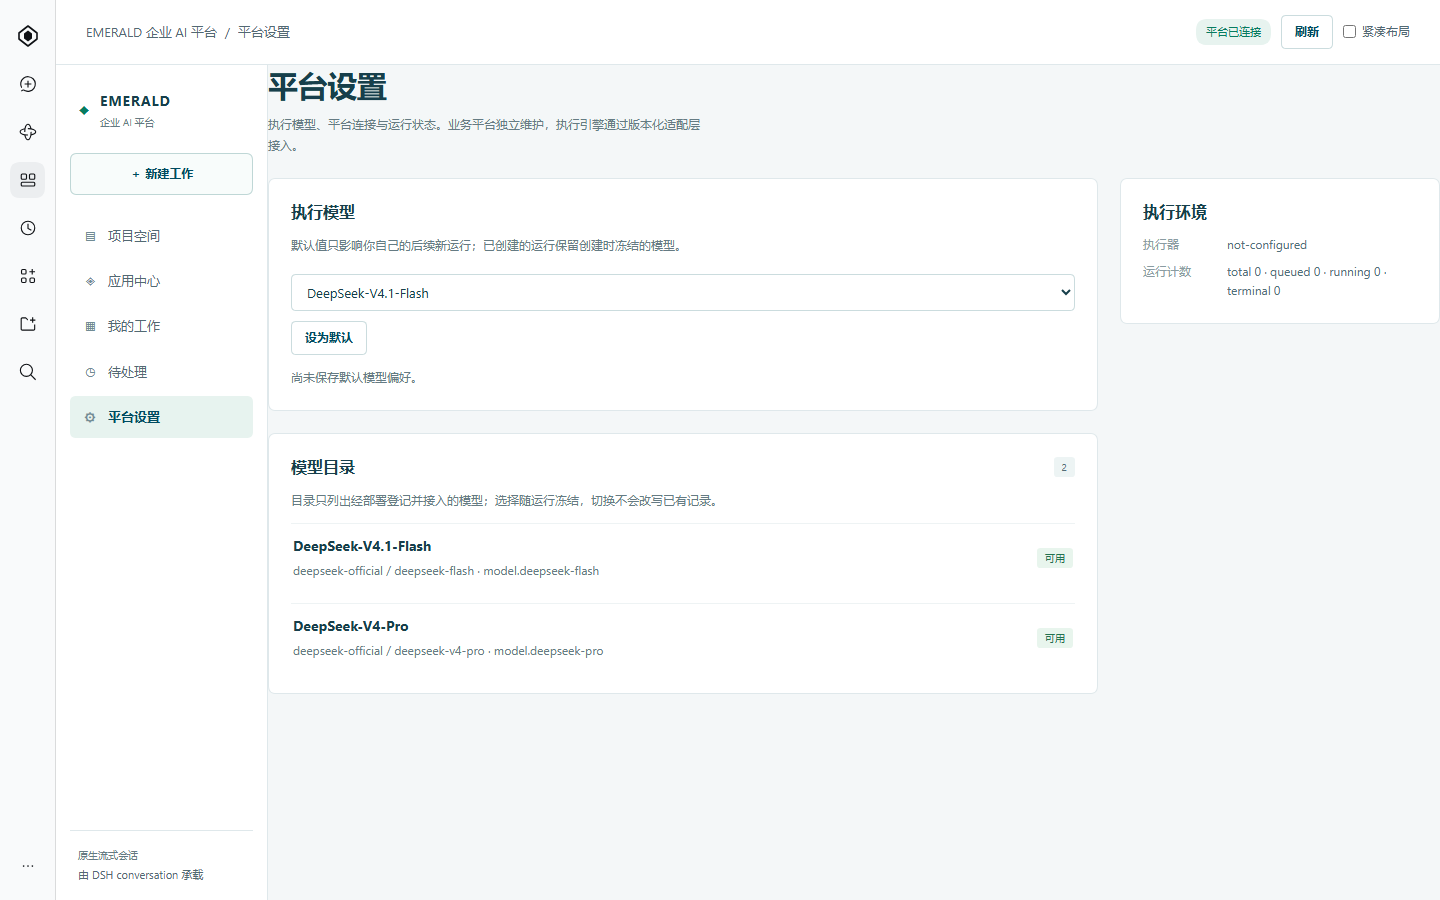 EMERALD 企业 AI 平台 / 平台设置
平台已连接
刷新
紧凑布局
EMERALD
企业 AI 平台
+ 新建工作
项目空间
应用中心
我的工作
待处理
平台设置
原生流式会话
由 DSH conversation 承载
平台设置
执行模型、平台连接与运行状态。业务平台独立维护，执行引擎通过版本化适配层
接入。
执行模型
默认值只影响你自己的后续新运行；已创建的运行保留创建时冻结的模型。
DeepSeek-V4.1-Flash
设为默认
尚未保存默认模型偏好。
模型目录
2
目录只列出经部署登记并接入的模型；选择随运行冻结，切换不会改写已有记录。
DeepSeek-V4.1-Flash
deepseek-official / deepseek-flash · model.deepseek-flash
可用
DeepSeek-V4-Pro
deepseek-official / deepseek-v4-pro · model.deepseek-pro
可用
执行环境
执行器 not-configured
运行计数 total 0 · queued 0 · running 0 ·
terminal 0